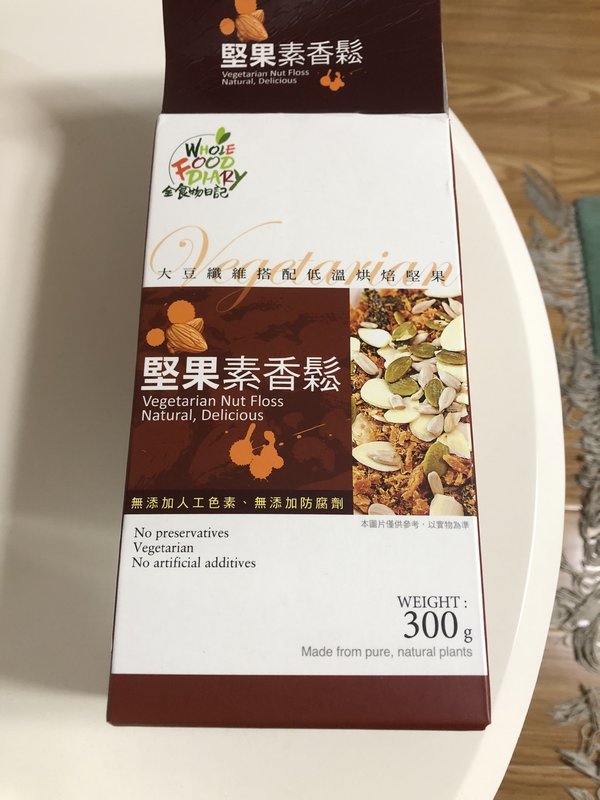 堅果素香鬆
Vegetarian Nut Floss
Natural, Delicious
WHOLE
FOOD
DIARY
全食物日記
Vegetarian
大豆纖維搭配低溫烘焙堅果
堅果素香鬆
Vegetarian Nut Floss
Natural, Delicious
無添加人工色素、無添加防腐劑
本圖片僅供參考，以實物為準
No preservatives
Vegetarian
No artificial additives
WEIGHT :
300 g
Made from pure, natural plants